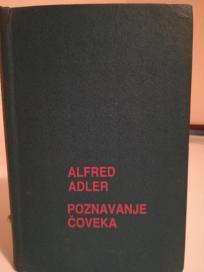 ALFRED
ADLER
POZNAVANJE
ČOVEKA